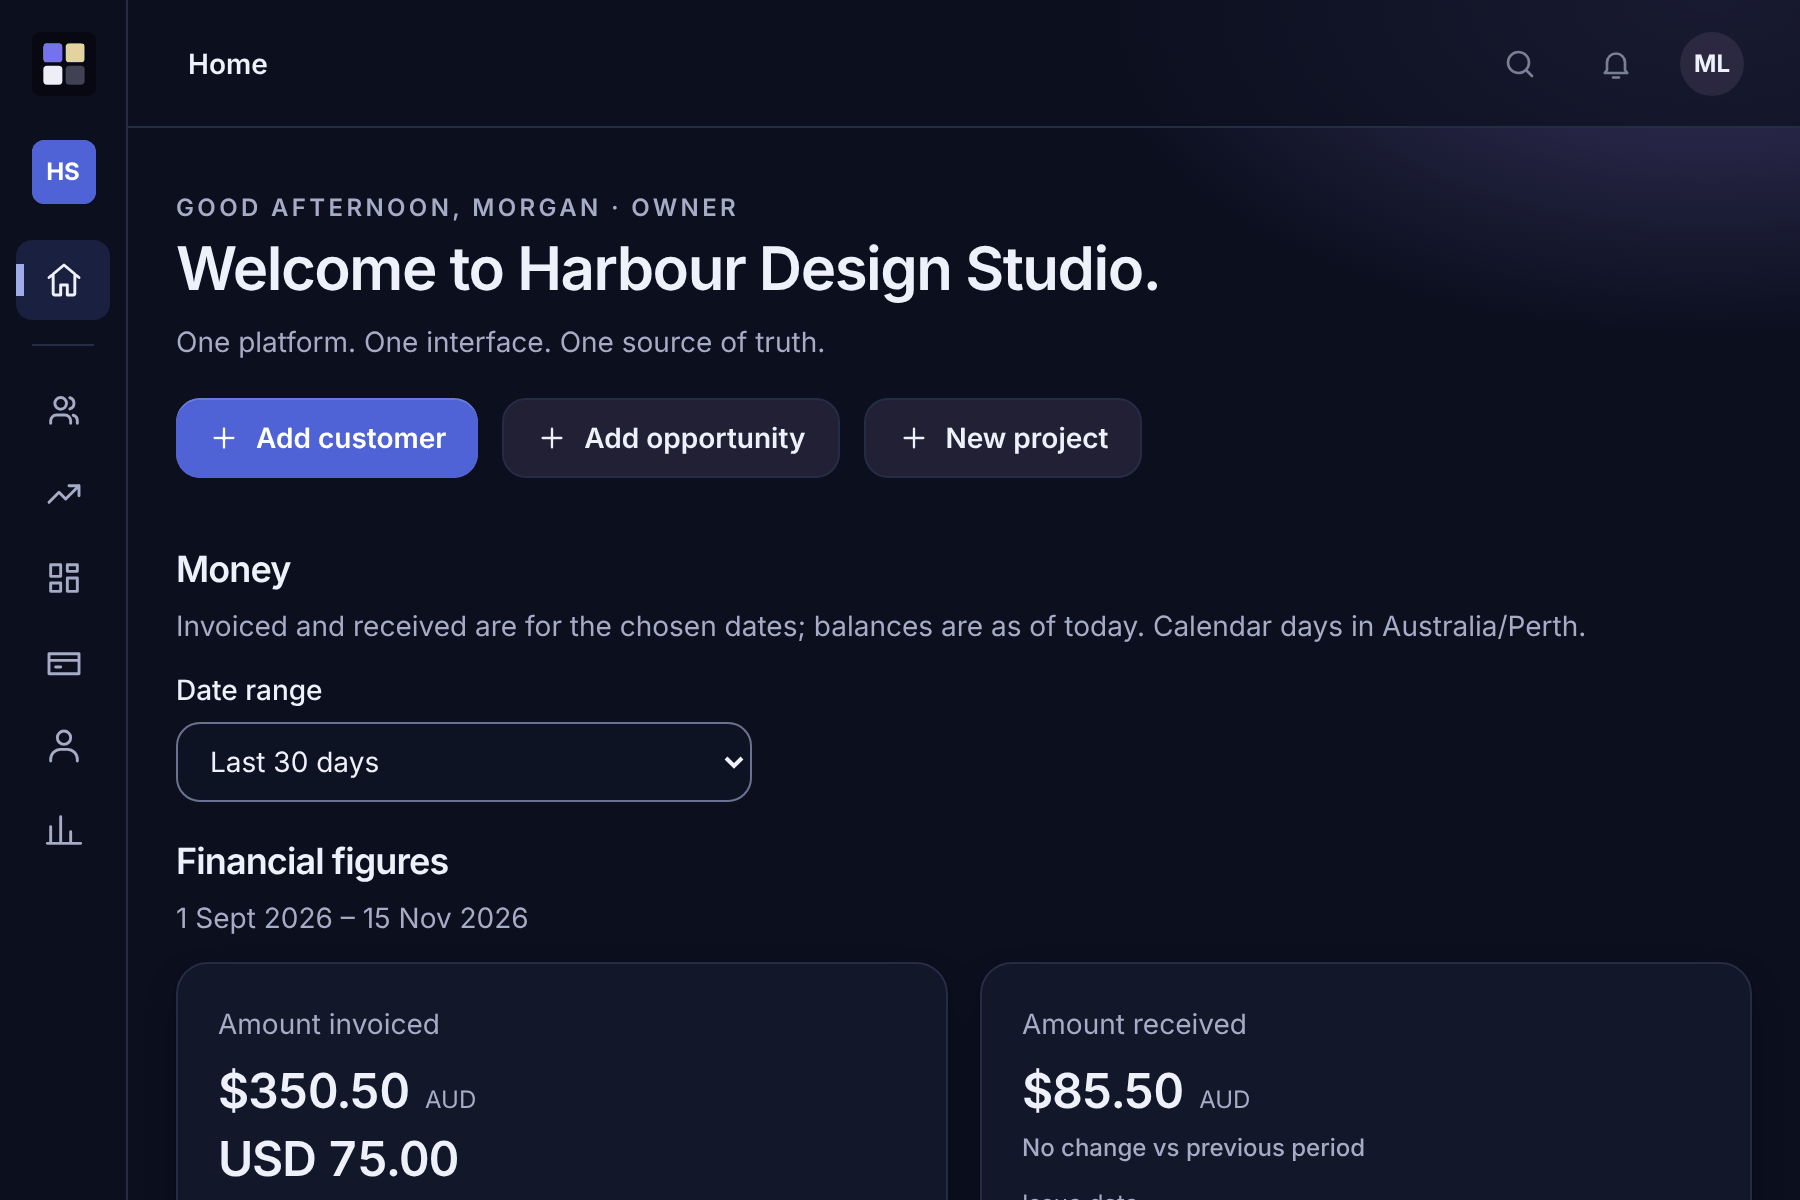 Home
ML
HS
GOOD AFTERNOON, MORGAN · OWNER
Welcome to Harbour Design Studio.
One platform. One interface. One source of truth.
Add customer
Add opportunity
New project
Money
Invoiced and received are for the chosen dates; balances are as of today. Calendar days in Australia/Perth.
Date range
Last 30 days
Financial figures
1 Sept 2026 – 15 Nov 2026
Amount invoiced
$350.50 AUD
USD 75.00
Amount received
$85.50 AUD
No change vs previous period